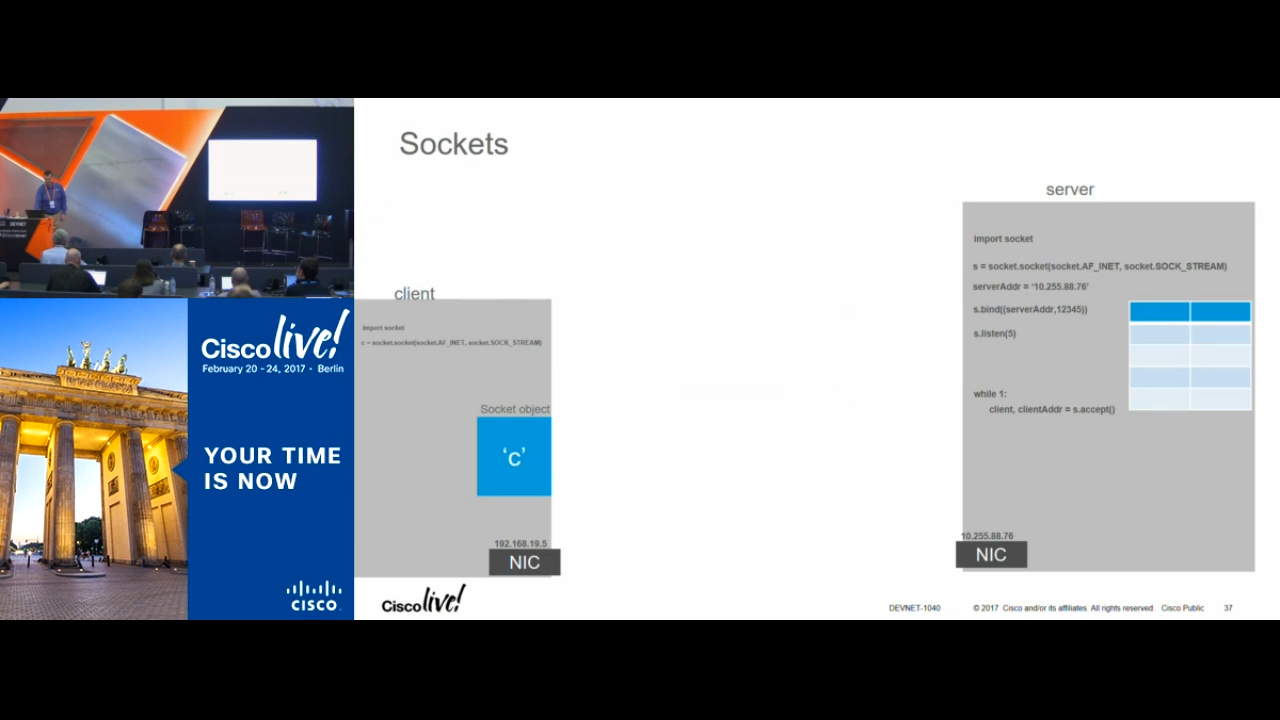 Sockets
server
import socket
s = socket.socket(socket.AF_INET, socket.SOCK_STREAM)
serverAddr = ‘10.255.88.76’
s.bind((serverAddr,12345))
s.listen(5)
while 1:
client, clientAddr = s.accept()
10.255.88.76
NIC
client
import socket
c = socket.socket(socket.AF_INET, socket.SOCK_STREAM)
Socket object
‘c’
192.168.19.5
NIC
Cisco live!
DEVNET-1040 © 2017 Cisco and/or its affiliates. All rights reserved. Cisco Public 37
DEVNET
Cisco live!
February 20 - 24, 2017 • Berlin
YOUR TIME
IS NOW
CISCO